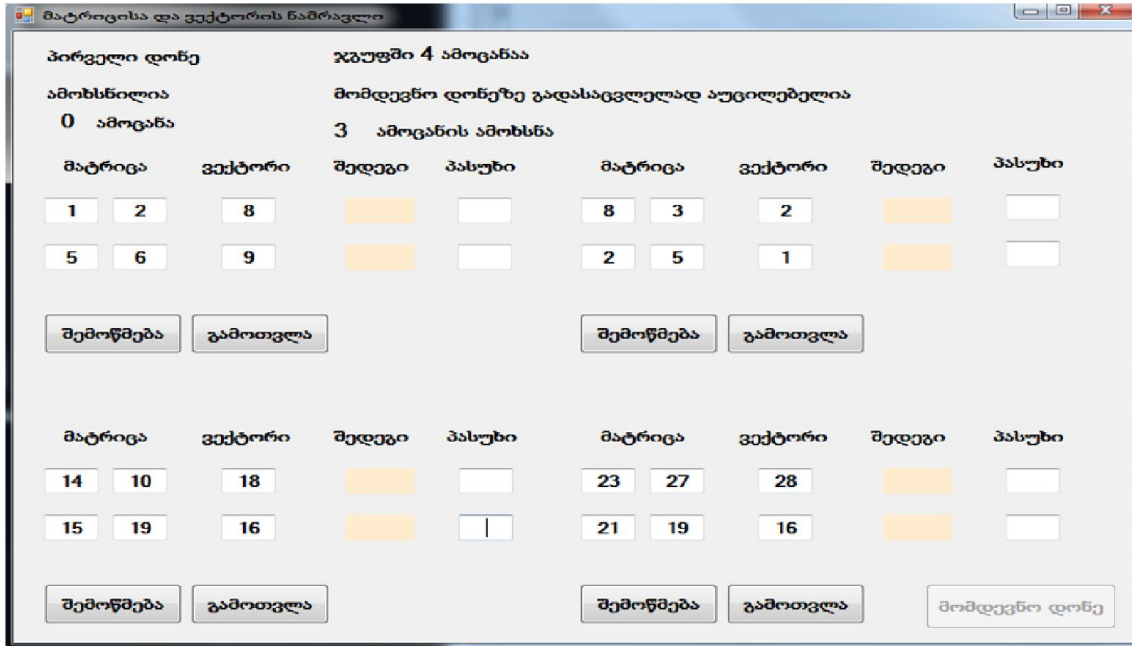 მატრიცისა და ვექტორის ნამრავლი
პირველი დონე ჯგუფში 4 ამოცანაა
ამოხსნილია მომდევნო დონეზე გადასაცვლელად აუცილებელია
0 ამოცანა 3 ამოცანის ამოხსნა
მატრიცა ვექტორი შედეგი პასუხი მატრიცა ვექტორი შედეგი პასუხი
1 2 8 8 3 2
5 6 9 2 5 1
შემოწმება გამოთვლა შემოწმება გამოთვლა
მატრიცა ვექტორი შედეგი პასუხი მატრიცა ვექტორი შედეგი პასუხი
14 10 18 23 27 28
15 19 16 21 19 16
შემოწმება გამოთვლა შემოწმება გამოთვლა მომდევნო დონე